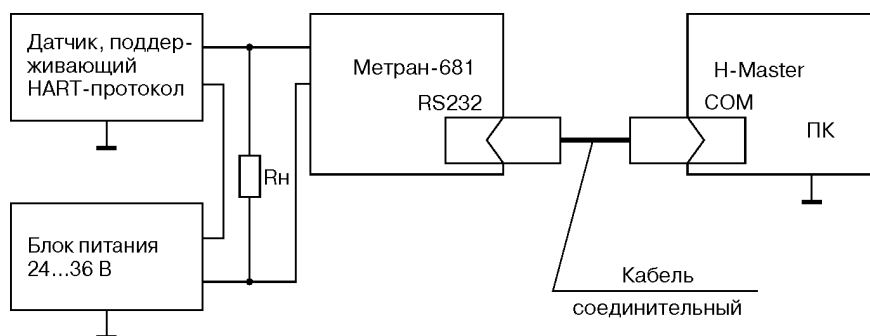 Датчик, поддер-
живающий
HART-протокол
Метран-681
RS232
H-Master
COM
ПК
Rн
Блок питания
24...36 В
Кабель
соединительный